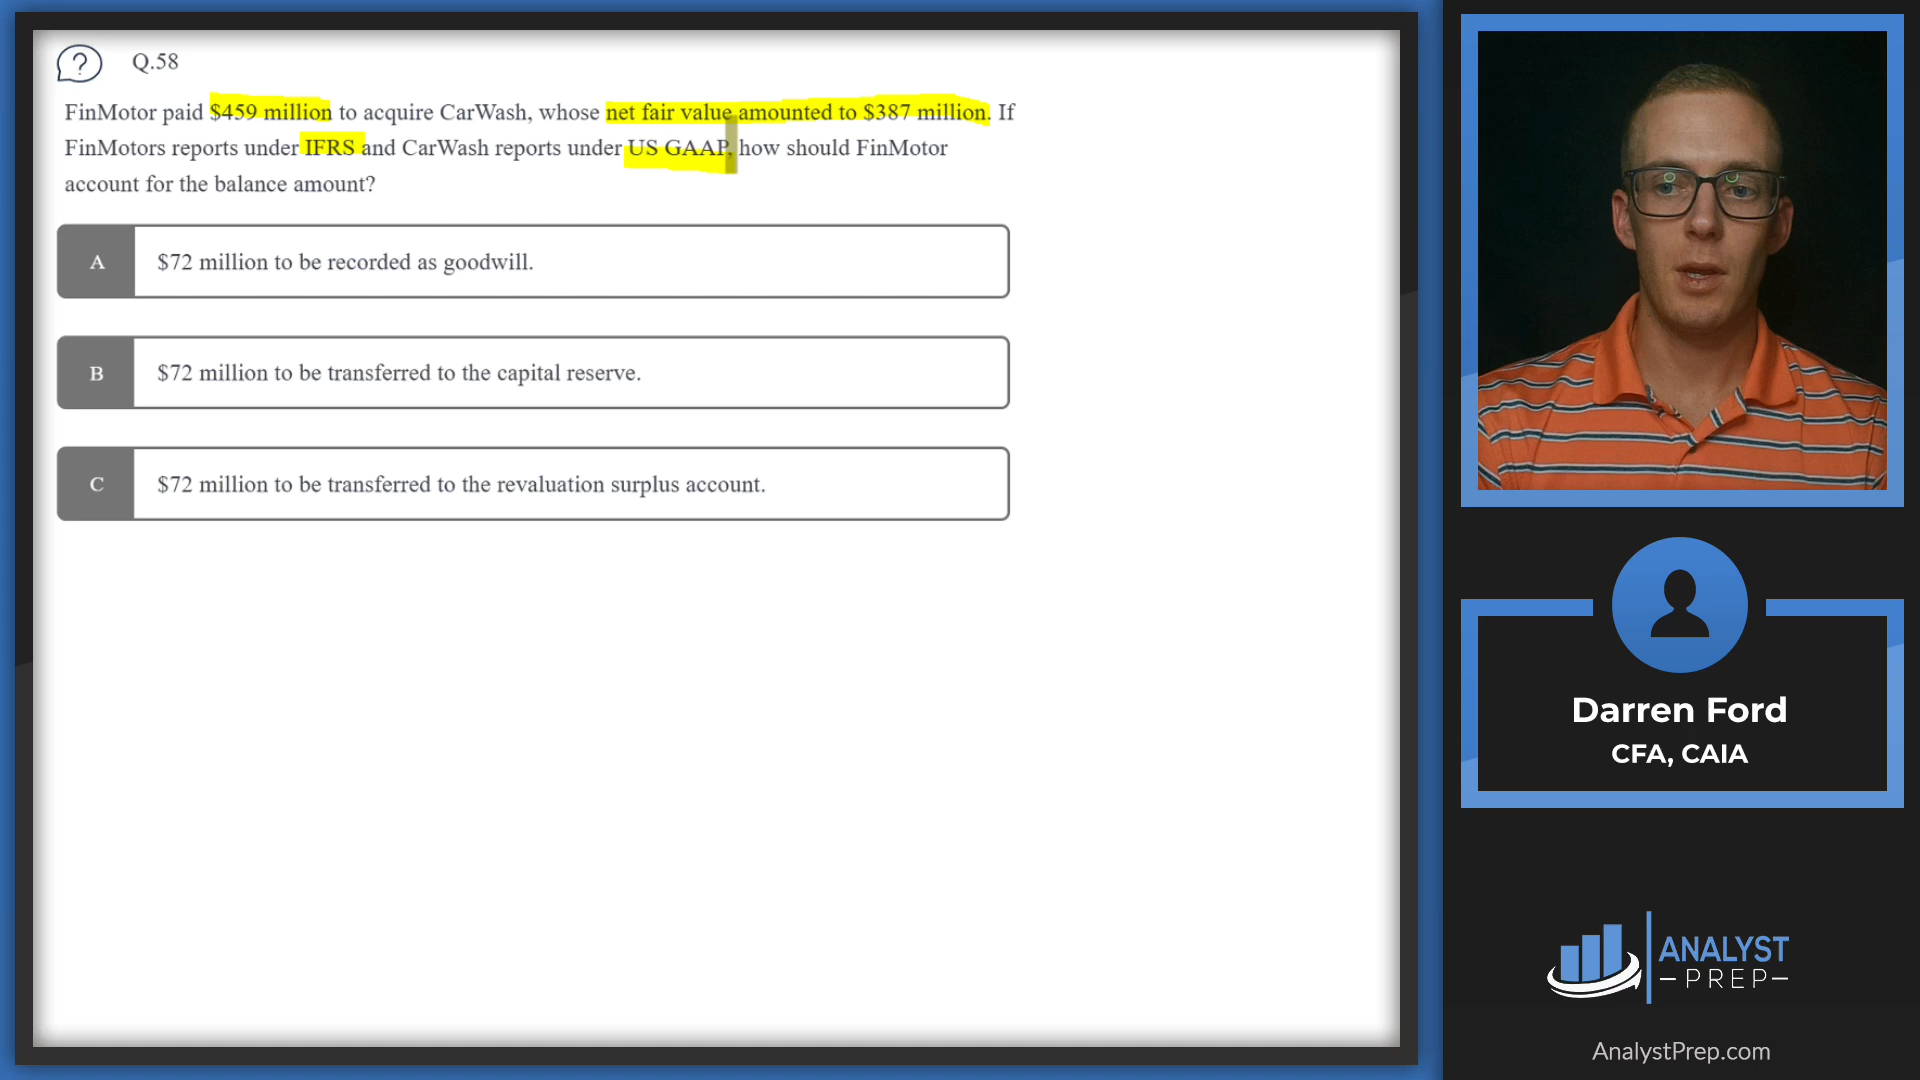 ? Q.58
FinMotor paid $459 million to acquire CarWash, whose net fair value amounted to $387 million. If
FinMotors reports under IFRS and CarWash reports under US GAAP, how should FinMotor
account for the balance amount?
A $72 million to be recorded as goodwill.
B $72 million to be transferred to the capital reserve.
C $72 million to be transferred to the revaluation surplus account.
Darren Ford
CFA, CAIA
ANALYST
PREP
AnalystPrep.com